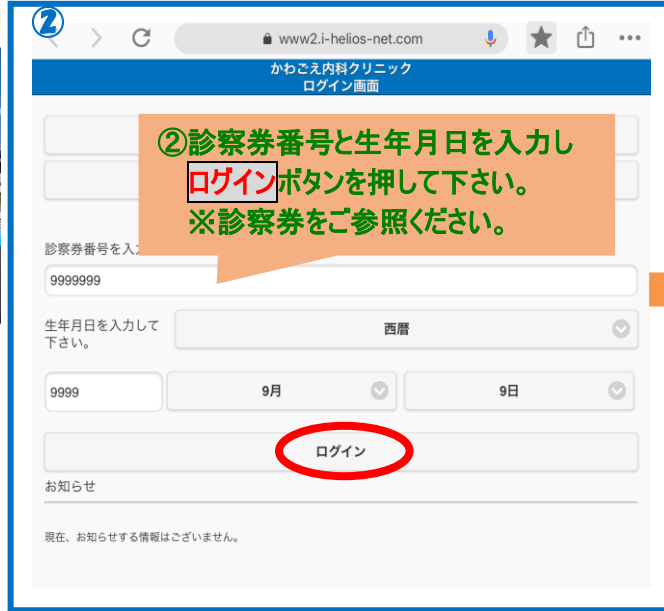 ②
www2.i-helios-net.com
かわごえ内科クリニック
ログイン画面
②診察券番号と生年月日を入力し
ログインボタンを押して下さい。
※診察券をご参照ください。
診察券番号を入
9999999
生年月日を入力して
下さい。
西暦
9999
9月
9日
ログイン
お知らせ
現在、お知らせする情報はございません。